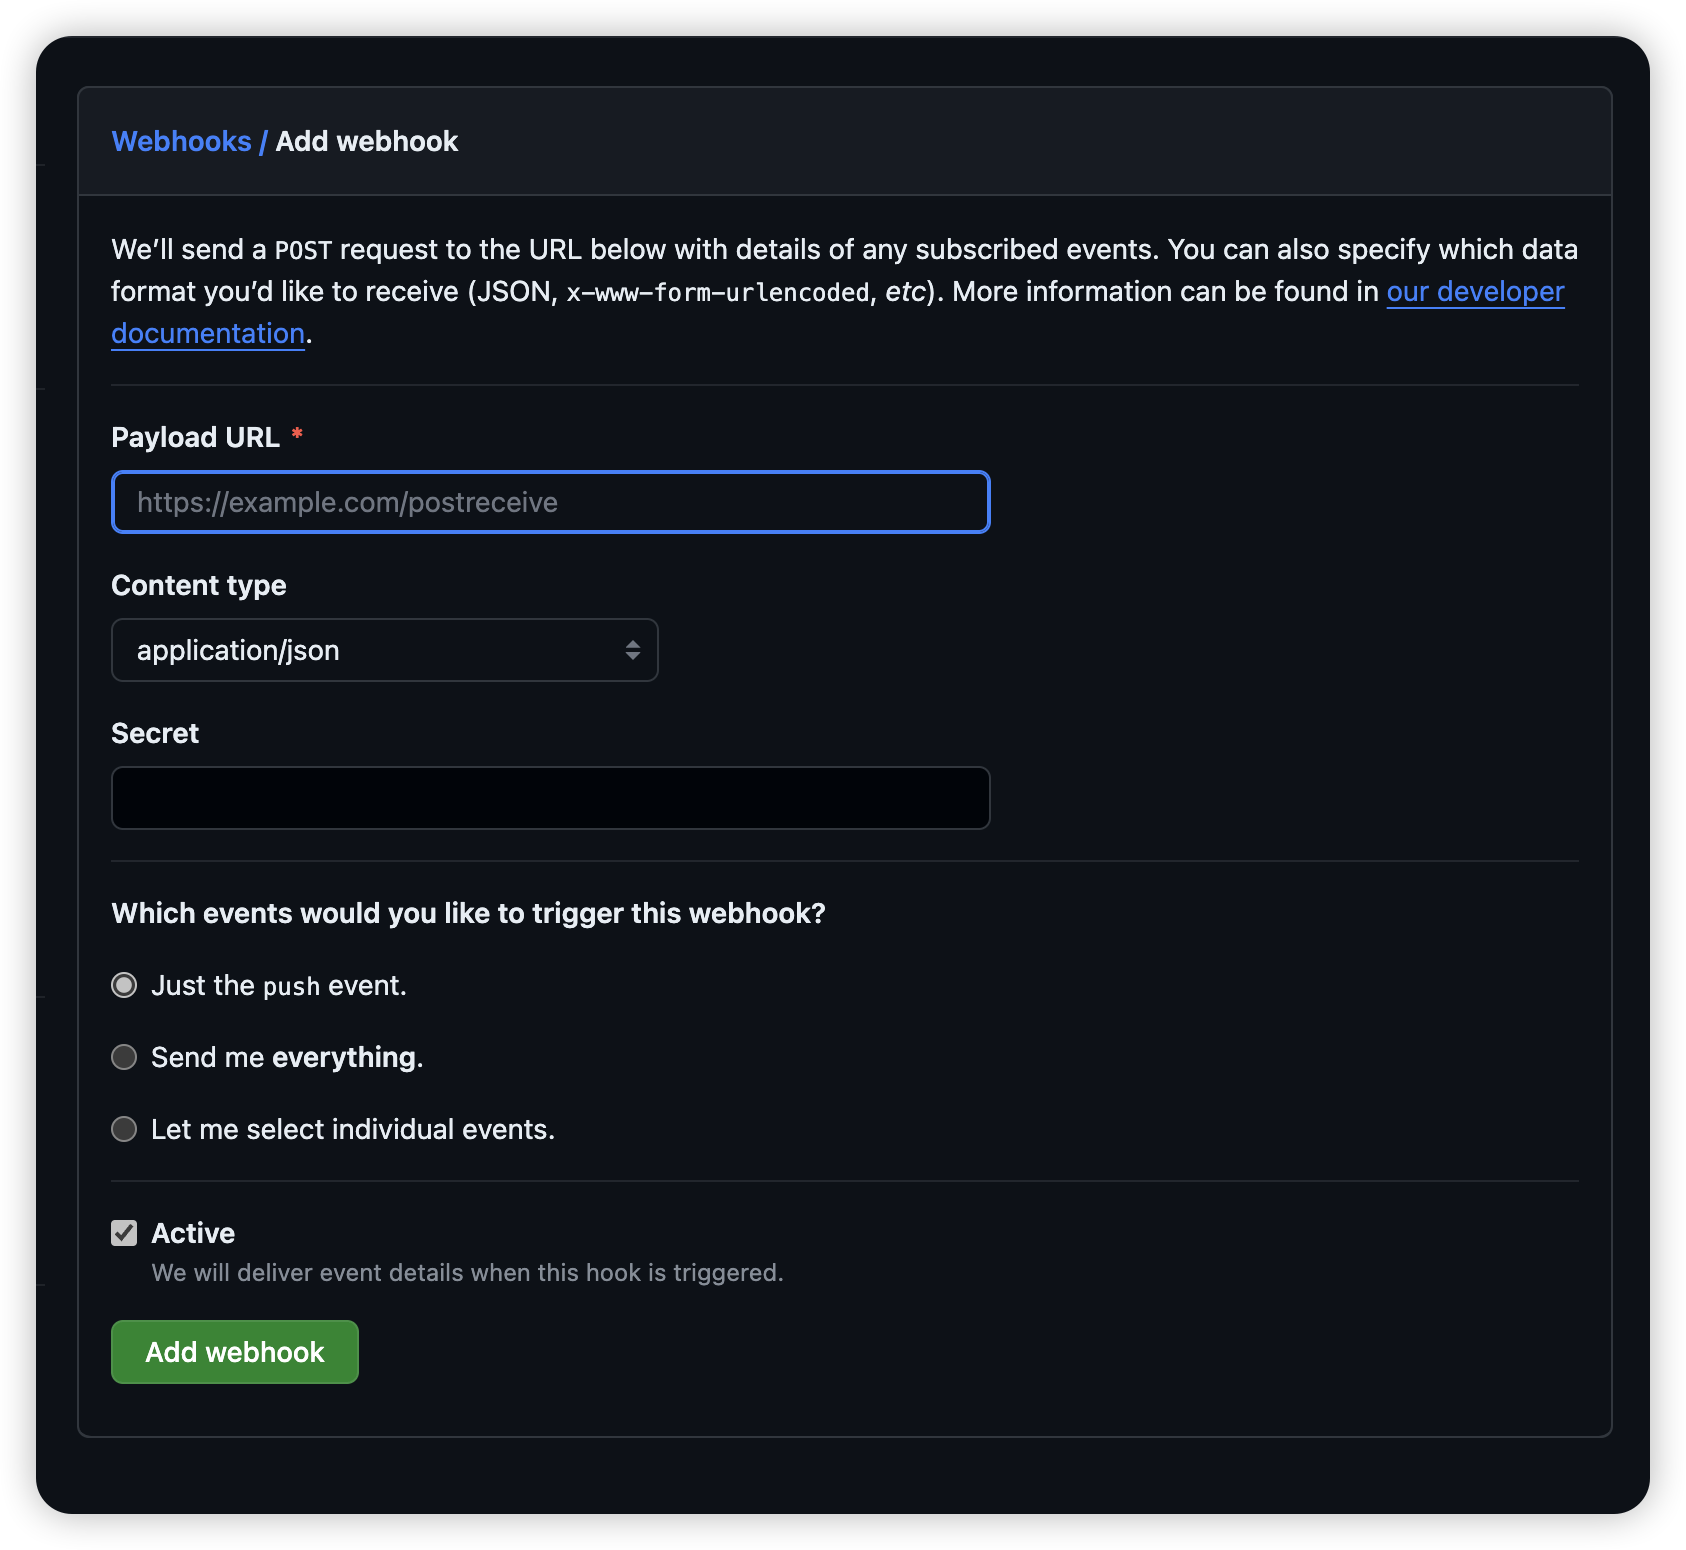 Webhooks / Add webhook
We’ll send a POST request to the URL below with details of any subscribed events. You can also specify which data
format you’d like to receive (JSON, x-www-form-urlencoded, etc). More information can be found in our developer
documentation.
Payload URL *
https://example.com/postreceive
Content type
application/json
Secret
Which events would you like to trigger this webhook?
Just the push event.
Send me everything.
Let me select individual events.
Active
We will deliver event details when this hook is triggered.
Add webhook